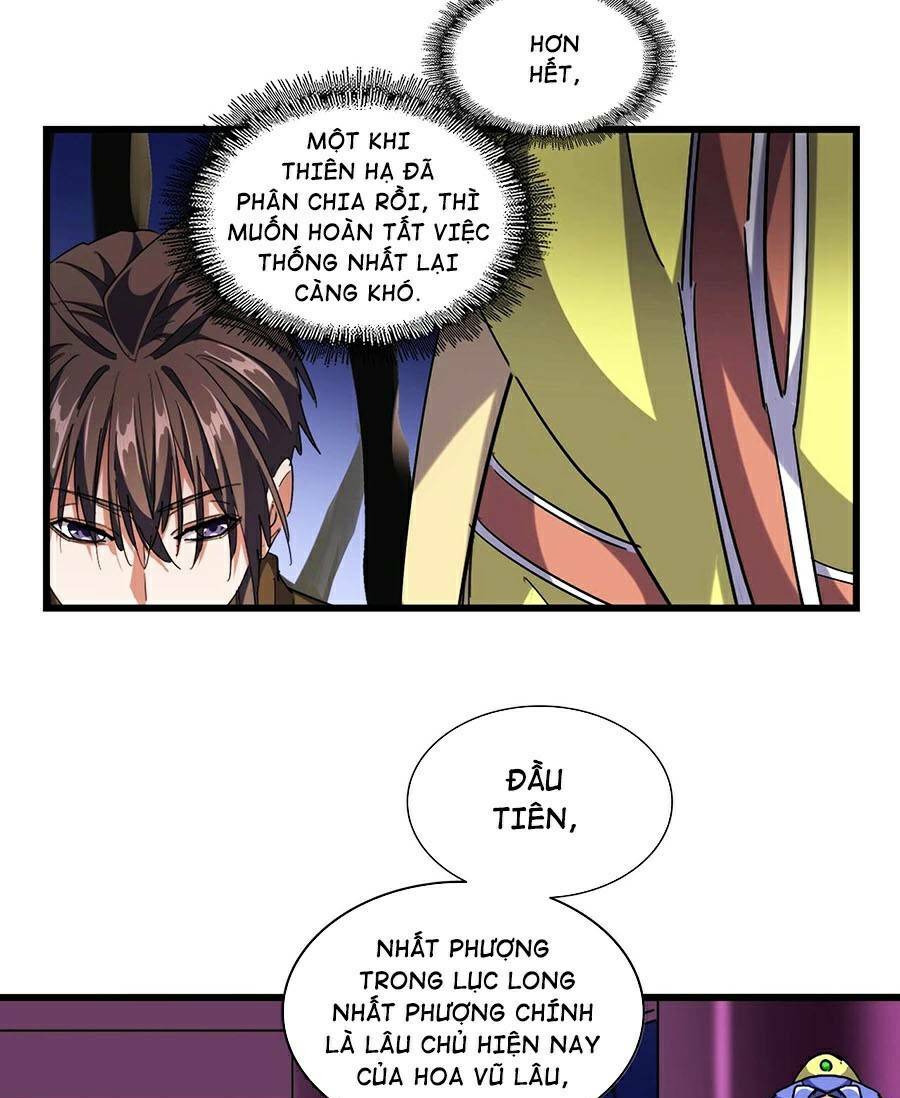 HƠN
HẾT,
MỘT KHI
THIÊN HẠ ĐÃ
PHÂN CHIA RỒI, THÌ
MUỐN HOÀN TẤT VIỆC
THỐNG NHẤT LẠI
CÀNG KHÓ.
ĐẦU
TIÊN,
NHẤT PHƯỢNG
TRONG LỤC LONG
NHẤT PHƯỢNG CHÍNH
LÀ LÂU CHỦ HIỆN NAY
CỦA HOA VŨ LÂU,